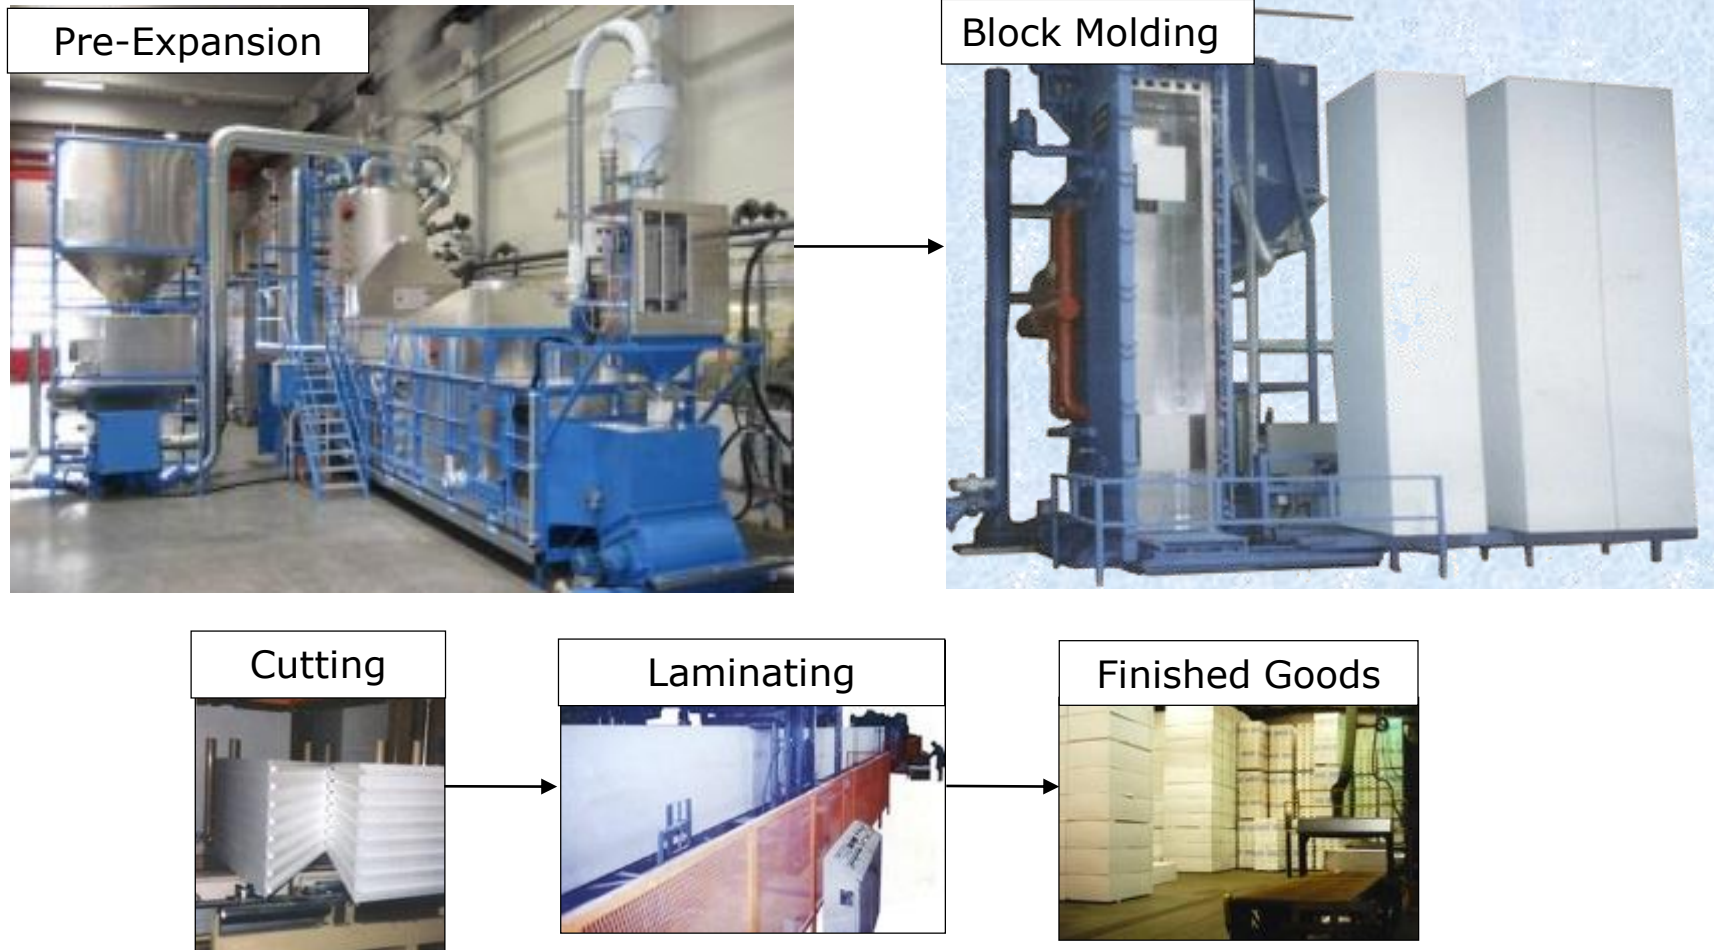 Pre-Expansion
Block Molding
Cutting
Laminating
Finished Goods